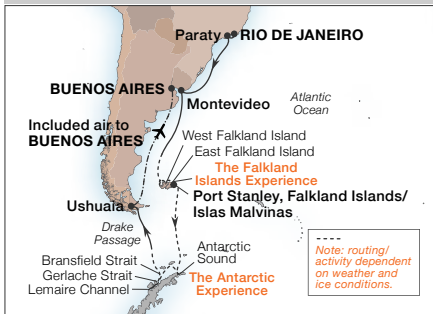 Paraty
RIO DE JANEIRO
BUENOS AIRES
Montevideo
Atlantic
Ocean
Included air to
BUENOS AIRES
West Falkland Island
East Falkland Island
The Falkland
Islands Experience
Port Stanley, Falkland Islands/
Islas Malvinas
Ushuaia
Drake
Passage
Antarctic
Sound
Bransfield Strait
Gerlache Strait
Lemaire Channel
The Antarctic
Experience
Note: routing/
activity dependent
on weather and
ice conditions.